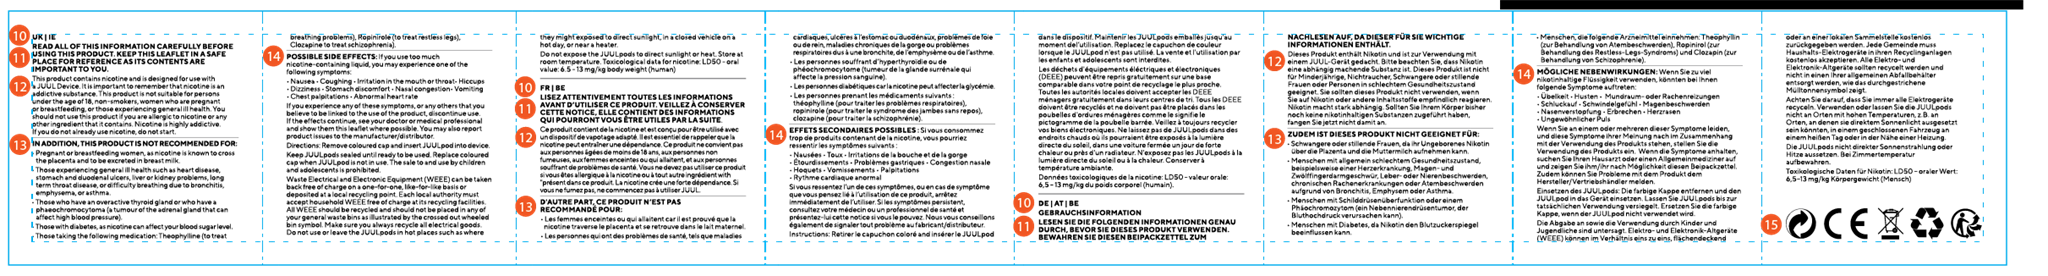 10
UK | IE
11
READ ALL OF THIS INFORMATION CAREFULLY BEFORE
USING THIS PRODUCT. KEEP THIS LEAFLET IN A SAFE
PLACE FOR REFERENCE AS ITS CONTENTS ARE
IMPORTANT TO YOU.
12
This product contains nicotine and is designed for use with
a JUUL Device. It is important to remember that nicotine is an
addictive substance. This product is not suitable for persons
under the age of 18, non-smokers, women who are pregnant
or breastfeeding, or those experiencing general ill health. You
should not use this product if you are allergic to nicotine or any
other ingredient that it contains. Nicotine is highly addictive.
If you do not already use nicotine, do not start.
13
IN ADDITION, THIS PRODUCT IS NOT RECOMMENDED FOR:
· Pregnant or breastfeeding women, as nicotine is known to cross
the placenta and to be excreted in breast milk.
· Those experiencing general ill health such as heart disease,
stomach and duodenal ulcers, liver or kidney problems, long
term throat disease, or difficulty breathing due to bronchitis,
emphysema, or asthma.
· Those who have an overactive thyroid gland or who have a
phaeochromocytoma (a tumour of the adrenal gland that can
affect high blood pressure).
· Those with diabetes, as nicotine can affect your blood sugar level.
· Those taking the following medication: Theophylline (to treat
breathing problems), Ropinirole (to treat restless legs),
Clozapine to treat schizophrenia).
14
POSSIBLE SIDE EFFECTS: If you use too much
nicotine-containing liquid, you may experience one of the
following symptoms:
- Nausea - Coughing - Irritation in the mouth or throat- Hiccups
- Dizziness - Stomach discomfort - Nasal congestion- Vomiting
- Chest palpitations - Abnormal heart rate
If you experience any of these symptoms, or any others that you
believe to be linked to the use of the product, discontinue use.
If the effects continue, see your doctor or medical professional
and show them this leaflet where possible. You may also report
product issues to the manufacturer/distributor.
Directions: Remove coloured cap and insert JUULpod into device.
Keep JUULpods sealed until ready to be used. Replace coloured
cap when JUULpod is not in use. The sale to and use by children
and adolescents is prohibited.
Waste Electrical and Electronic Equipment (WEEE) can be taken
back free of charge on a one-for-one, like-for-like basis or
deposited at a local recycling point. Each local authority must
accept household WEEE free of charge at its recycling facilities.
All WEEE should be recycled and should not be placed in any of
your general waste bins as illustrated by the crossed out wheeled
bin symbol. Make sure you always recycle all electrical goods.
Do not use or leave the JUULpods in hot places such as where
they might exposed to direct sunlight, in a closed vehicle on a
hot day, or near a heater.
Do not expose the JUULpods to direct sunlight or heat. Store at
room temperature. Toxicological data for nicotine: LD50 - oral
value: 6.5 - 13 mg/kg body weight (human)
10
FR | BE
11
LISEZ ATTENTIVEMENT TOUTES LES INFORMATIONS
AVANT D'UTILISER CE PRODUIT. VEILLEZ À CONSERVER
CETTE NOTICE, ELLE CONTIENT DES INFORMATIONS
QUI POURRONT VOUS ÊTRE UTILES PAR LA SUITE.
12
Ce produit contient de la nicotine et est conçu pour être utilisé avec
un dispositif de vapotage adapté. Il est essentiel de rappeler que la
nicotine peut entraîner une dépendance. Ce produit ne convient pas
aux personnes âgées de moins de 18 ans, aux personnes non
fumeuses, aux femmes enceintes ou qui allaitent, et aux personnes
souffrant de problèmes de santé. Vous ne devez pas utiliser ce produit
si vous êtes allergique à la nicotine ou à tout autre ingrédient with
"présent dans ce produit. La nicotine crée une forte dépendance. Si
vous ne fumez pas, ne commencez pas à utiliser JUUL.
13
D'AUTRE PART, CE PRODUIT N'EST PAS
RECOMMANDÉ POUR:
- Les femmes enceintes ou qui allaitent car il est prouvé que la
nicotine traverse le placenta et se retrouve dans le lait maternel.
- Les personnes qui ont des problèmes de santé, tels que maladies
cardiaques, ulcères à l'estomac ou duodénaux, problèmes de foie
ou de rein, maladies chroniques de la gorge ou problèmes
respiratoires dus à une bronchite, de l'emphysème ou de l'asthme.
- Les personnes souffrant d'hyperthyroïdie ou de
phéochromocytome (tumeur de la glande surrénale qui
affecte la pression sanguine).
- Les personnes diabétiques car la nicotine peut affecter la glycémie.
- Les personnes prenant les médicaments suivants :
théophylline (pour traiter les problèmes respiratoires),
ropinirole (pour traiter le syndrome des jambes sans repos),
clozapine (pour traiter la schizophrénie).
14
EFFETS SECONDAIRES POSSIBLES : Si vous consommez
trop de produits contenant de la nicotine, vous pourriez
ressentir les symptômes suivants :
- Nausées - Toux - Irritations de la bouche et de la gorge
- Étourdissements - Problèmes gastriques - Congestion nasale
- Hoquets - Vomissements - Palpitations
- Rythme cardiaque anormal
Si vous ressentez l'un de ces symptômes, ou en cas de symptôme
que vous pensez lié à l'utilisation de ce produit, arrêtez
immédiatement de l'utiliser. Si les symptômes persistent,
consultez votre médecin ou un professionnel de santé et
présentez-lui cette notice si vous le pouvez. Nous vous conseillons
également de signaler tout problème au fabricant/distributeur.
Instructions: Retirer le capuchon coloré and insérer le JUULpod
dans le dispositif. Maintenir les JUULpods emballés jusqu'au
moment de l'utilisation. Replacez le capuchon de couleur
lorsque le JUULpod n'est pas utilisé. La vente et l'utilisation par
les enfants et adolescents sont interdites.
Les déchets d'équipements électriques et électroniques
(DEEE) peuvent être repris gratuitement sur une base
comparable dans votre point de recyclage le plus proche.
Toutes les autorités locales doivent accepter les DEEE
ménagers gratuitement dans leurs centres de tri. Tous les DEEE
doivent être recyclés et ne doivent pas être placés dans les
poubelles d'ordures ménagères comme le signifie le
pictogramme de la poubelle barrée. Veillez à toujours recycler
vos biens électroniques. Ne laissez pas de JUULpods dans des
endroits chauds où ils pourraient être exposés à la lumière
directe du soleil, dans une voiture fermée un jour de forte
chaleur ou près d'un radiateur. N'exposez pas les JUULpods à la
lumière directe du soleil ou à la chaleur. Conserver à
température ambiante.
Données toxicologiques de la nicotine: LD50 - valeur orale:
6,5 - 13 mg/kg du poids corporel (humain).
10
DE | AT | BE
GEBRAUCHSINFORMATION
11
LESEN SIE DIE FOLGENDEN INFORMATIONEN GENAU
DURCH, BEVOR SIE DIESES PRODUKT VERWENDEN.
BEWAHREN SIE DIESEN BEIPACKZETTEL ZUM
NACHLESEN AUF, DA DIESER FÜR SIE WICHTIGE
INFORMATIONEN ENTHÄLT.
12
Dieses Produkt enthält Nicotin und ist zur Verwendung mit
einem JUUL-Gerät gedacht. Bitte beachten Sie, dass Nikotin
eine abhängig machende Substanz ist. Dieses Produkt ist nicht
für Minderjährige, Nichtraucher, Schwangere oder stillende
Frauen oder Personen in schlechtem Gesundheitszustand
geeignet. Sie sollten dieses Produkt nicht verwenden, wenn
Sie auf Nikotin oder andere Inhaltsstoffe empfindlich reagieren.
Nikotin macht stark abhängig. Sollten Sie Ihrem Körper bisher
noch keine nikotinhaltigen Substanzen zugeführt haben,
fangen Sie jetzt nicht damit an.
13
ZUDEM IST DIESES PRODUKT NICHT GEEIGNET FÜR:
- Schwangere oder stillende Frauen, da ihr Ungeborenes Nikotin
über die Plazenta und die Muttermilch aufnehmen kann.
- Menschen mit allgemein schlechtem Gesundheitszustand,
beispielsweise einer Herzerkrankung, Magen- und
Zwölffingerdarmgeschwür, Leber- oder Nierenbeschwerden,
chronischen Rachenerkrankungen oder Atembeschwerden
aufgrund von Bronchitis, Emphysem oder Asthma.
- Menschen mit Schilddrüsenüberfunktion oder einem
Phäochromozytom (ein Nebennierendrüsentumor, der
Bluthochdruck verursachen kann).
- Menschen mit Diabetes, da Nikotin den Blutzuckerspiegel
beeinflussen kann.
- Menschen, die folgende Arzneimittel einnehmen: Theophyllin
(zur Behandlung von Atembeschwerden), Ropinirol (zur
Behandlung des Restless-Legs-Syndrom) und Clozapin (zur
Behandlung von Schizophrenie).
14
MÖGLICHE NEBENWIRKUNGEN: Wenn Sie zu viel
nikotinhaltige Flüssigkeit verwenden, könnten bei Ihnen
folgende Symptome auftreten:
- Übelkeit - Husten - Mundraum- oder Rachenreizungen
- Schluckauf - Schwindelgefühl - Magenbeschwerden
- Nasenverstopfung - Erbrechen - Herzrasen
- Ungewöhnlicher Puls
Wenn Sie an einem oder mehreren dieser Symptome leiden,
und diese Symptome Ihrer Meinung nach im Zusammenhang
mit der Verwendung des Produkts stehen, stellen Sie die
Verwendung des Produkts ein. Wenn die Symptome anhalten,
suchen Sie Ihren Hausarzt oder einen Allgemeinmediziner auf
und zeigen Sie ihm/ihr nach Möglichkeit diesen Beipackzettel.
Zudem können Sie Probleme mit dem Produkt dem
Hersteller/Vertriebshändler melden.
Einsetzen des JUULpods: Die farbige Kappe entfernen und den
JUULpod in das Gerät einsetzen. Lassen Sie JUULpods bis zur
tatsächlichen Verwendung versiegelt. Ersetzen Sie die farbige
Kappe, wenn der JUULpod nicht verwendet wird.
Die Abgabe an sowie die Verwendung durch Kinder und
Jugendliche sind untersagt. Elektro- und Elektronik-Altgeräte
(WEEE) können im Verhältnis eins zu eins, flächendeckend
oder an einer lokalen Sammelstelle kostenlos
zurückgegeben werden. Jede Gemeinde muss
Haushalts-Elektrogeräte in ihren Recyclinganlagen
kostenlos akzeptieren. Alle Elektro- und
Elektronik-Altgeräte sollten recycelt werden und
nicht in einen Ihrer allgemeinen Abfallbehälter
entsorgt werden, wie das durchgestrichene
Mülltonnensymbol zeigt.
Achten Sie darauf, dass Sie immer alle Elektrogeräte
recyceln. Verwenden oder lassen Sie die JUULpods
nicht an Orten mit hohen Temperaturen, z.B. an
Orten, an denen sie direktem Sonnenlicht ausgesetzt
sein könnten, in einem geschlossenen Fahrzeug an
einem heißen Tag oder in der Nähe einer Heizung.
Die JUULpods nicht direkter Sonnenstrahlung oder
Hitze aussetzen. Bei Zimmertemperatur
aufbewahren.
Toxikologische Daten für Nikotin: LD50 - oraler Wert:
6,5-13 mg/kg Körpergewicht (Mensch)
15
CE